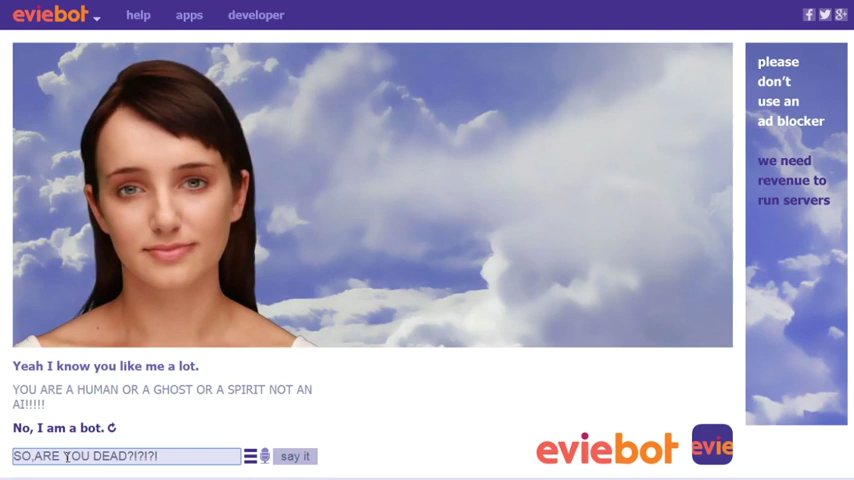 eviebot help apps developer
please
don't
use an
ad blocker
we need
revenue to
run servers
Yeah I know you like me a lot.
YOU ARE A HUMAN OR A GHOST OR A SPIRIT NOT AN
AI!!!!!
No, I am a bot.
SO,ARE YOU DEAD?!?!?! say it
eviebot evie